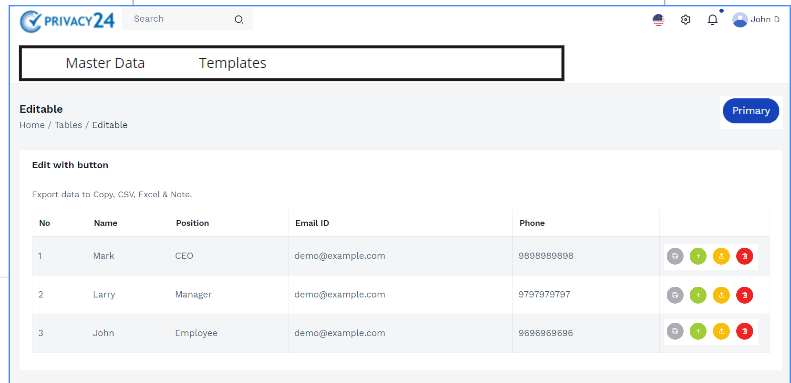 PRIVACY24 Search John D
Master Data Templates
Editable
Home / Tables / Editable
Primary
Edit with button
Export data to Copy, CSV, Excel & Note.
No Name Position Email ID Phone
1 Mark CEO demo@example.com 9898989898
2 Larry Manager demo@example.com 9797979797
3 John Employee demo@example.com 9696969696